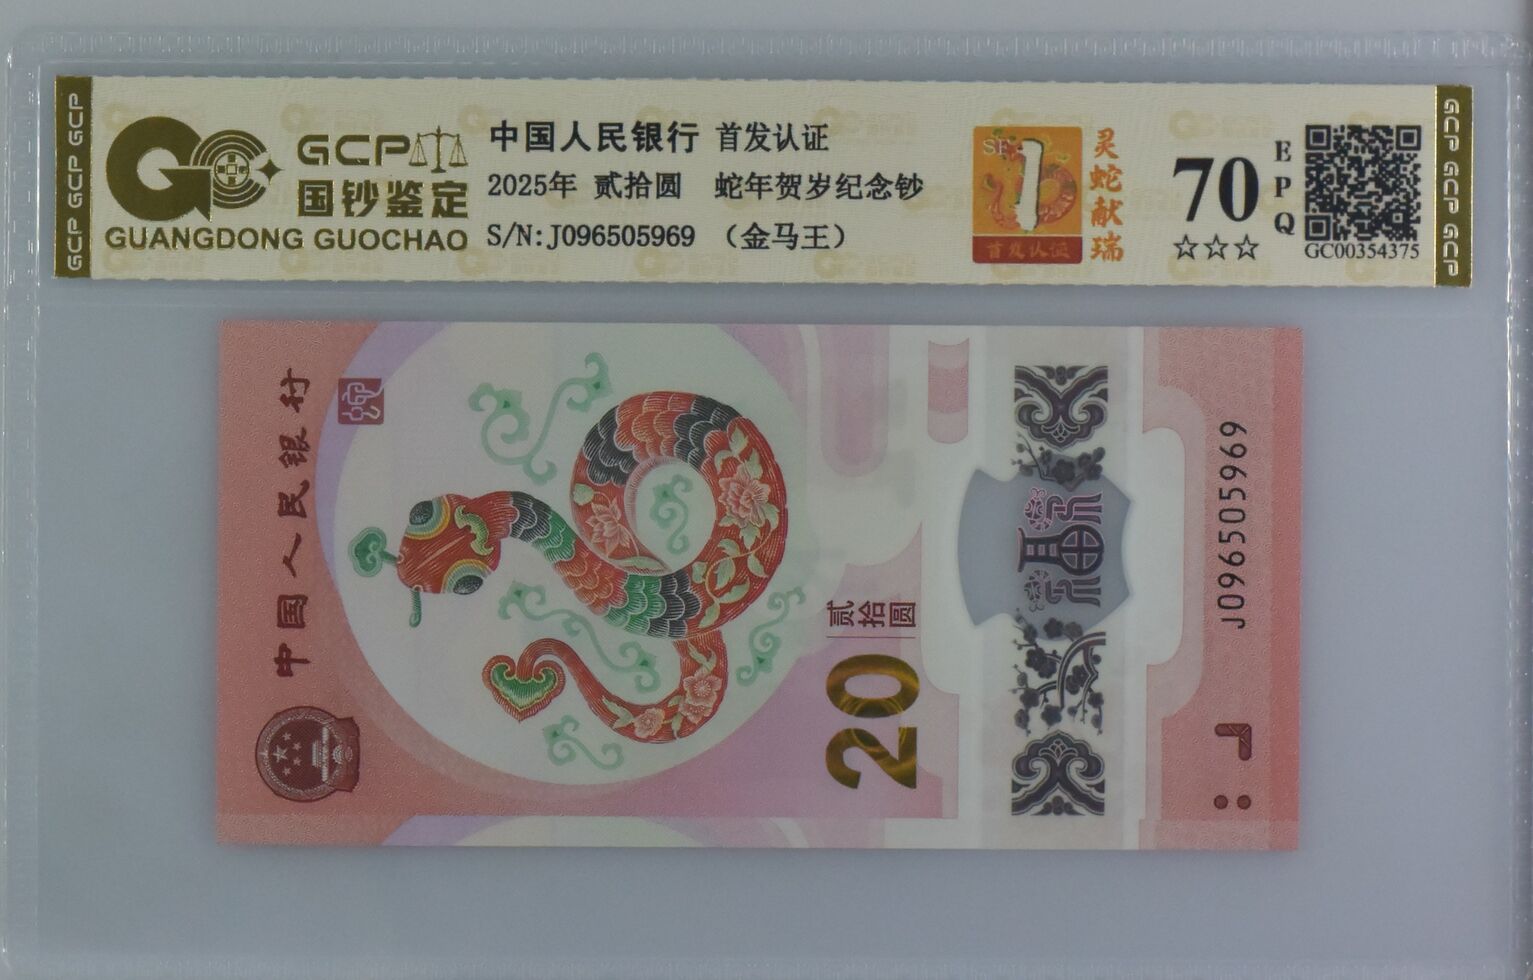 GCP GCP GCP
GCP
国钞鉴定
GUANGDONG GUOCHAO
中国人民银行 首发认证
2025年 贰拾圆 蛇年贺岁纪念钞
S/N:J096505969 （金马王）
1
首发认证
灵蛇献瑞
70
EPQ
☆☆☆
GC00354375
GCP GCP GCP
中国人民银行
贰拾圆
20
福
J096505969